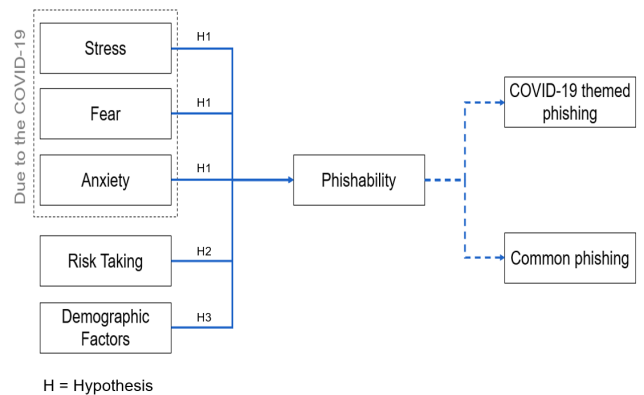 Due to the COVID-19
Stress
H1
Fear
H1
Anxiety
H1
Risk Taking
H2
Demographic
Factors
H3
Phishability
COVID-19 themed
phishing
Common phishing
H = Hypothesis